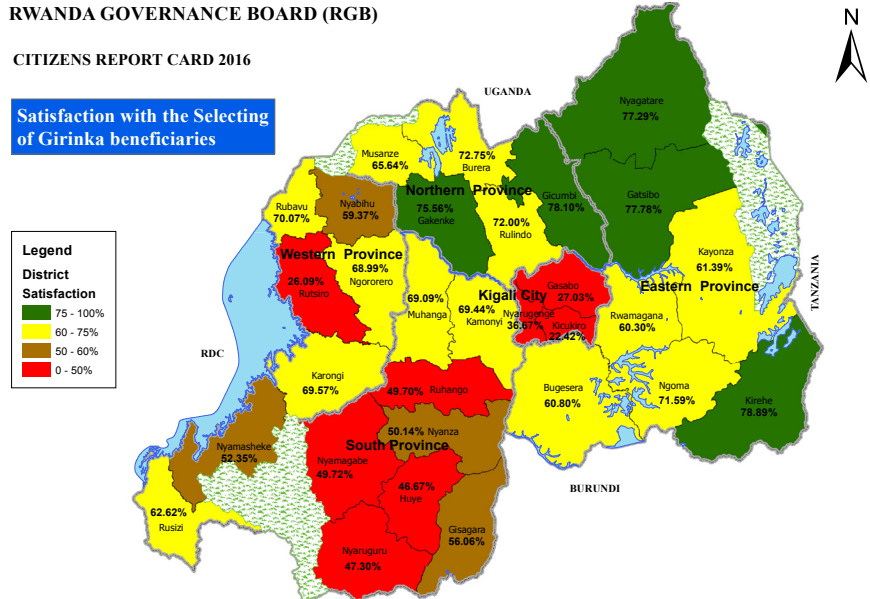 RWANDA GOVERNANCE BOARD (RGB)
CITIZENS REPORT CARD 2016
Satisfaction with the Selecting
of Girinka beneficiaries
N
UGANDA
Nyagatare
77.29%
Musanze
65.64%
72.75%
Burera
Northern Province
Gicumbi
78.10%
Gatsibo
77.78%
Nyabihu
59.37%
75.56%
Gakenke
Rubavu
70.07%
72.00%
Rulindo
Legend
District
Satisfaction
75 - 100%
60 - 75%
50 - 60%
0 - 50%
Western Province
68.99%
Ngororero
26.09%
Rutsiro
Kayonza
61.39%
Eastern Province
TANZANIA
69.09%
Muhanga
69.44%
Kamonyi
Kigali City
Gasabo
27.03%
Nyarugenge
36.67%
Kicukiro
22.42%
Rwamagana
60.30%
RDC
Karongi
69.57%
49.70% Ruhango
Bugesera
60.80%
Ngoma
71.59%
Kirehe
78.89%
50.14% Nyanza
South Province
Nyamasheke
52.35%
Nyamagabe
49.72%
46.67%
Huye
BURUNDI
62.62%
Rusizi
Gisagara
56.06%
Nyaruguru
47.30%